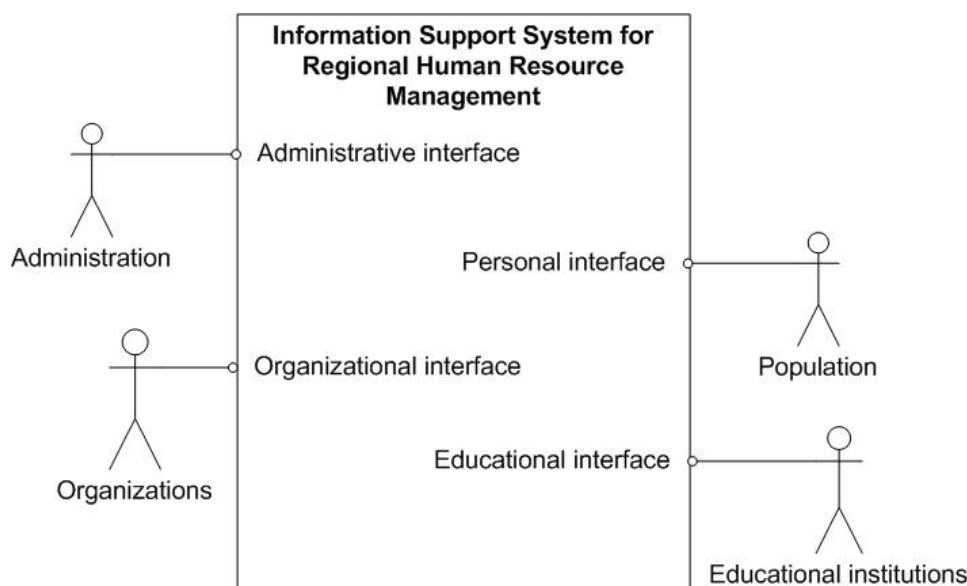 Information Support System for
Regional Human Resource
Management
Administrative interface
Administration
Personal interface
Population
Organizational interface
Organizations
Educational interface
Educational institutions